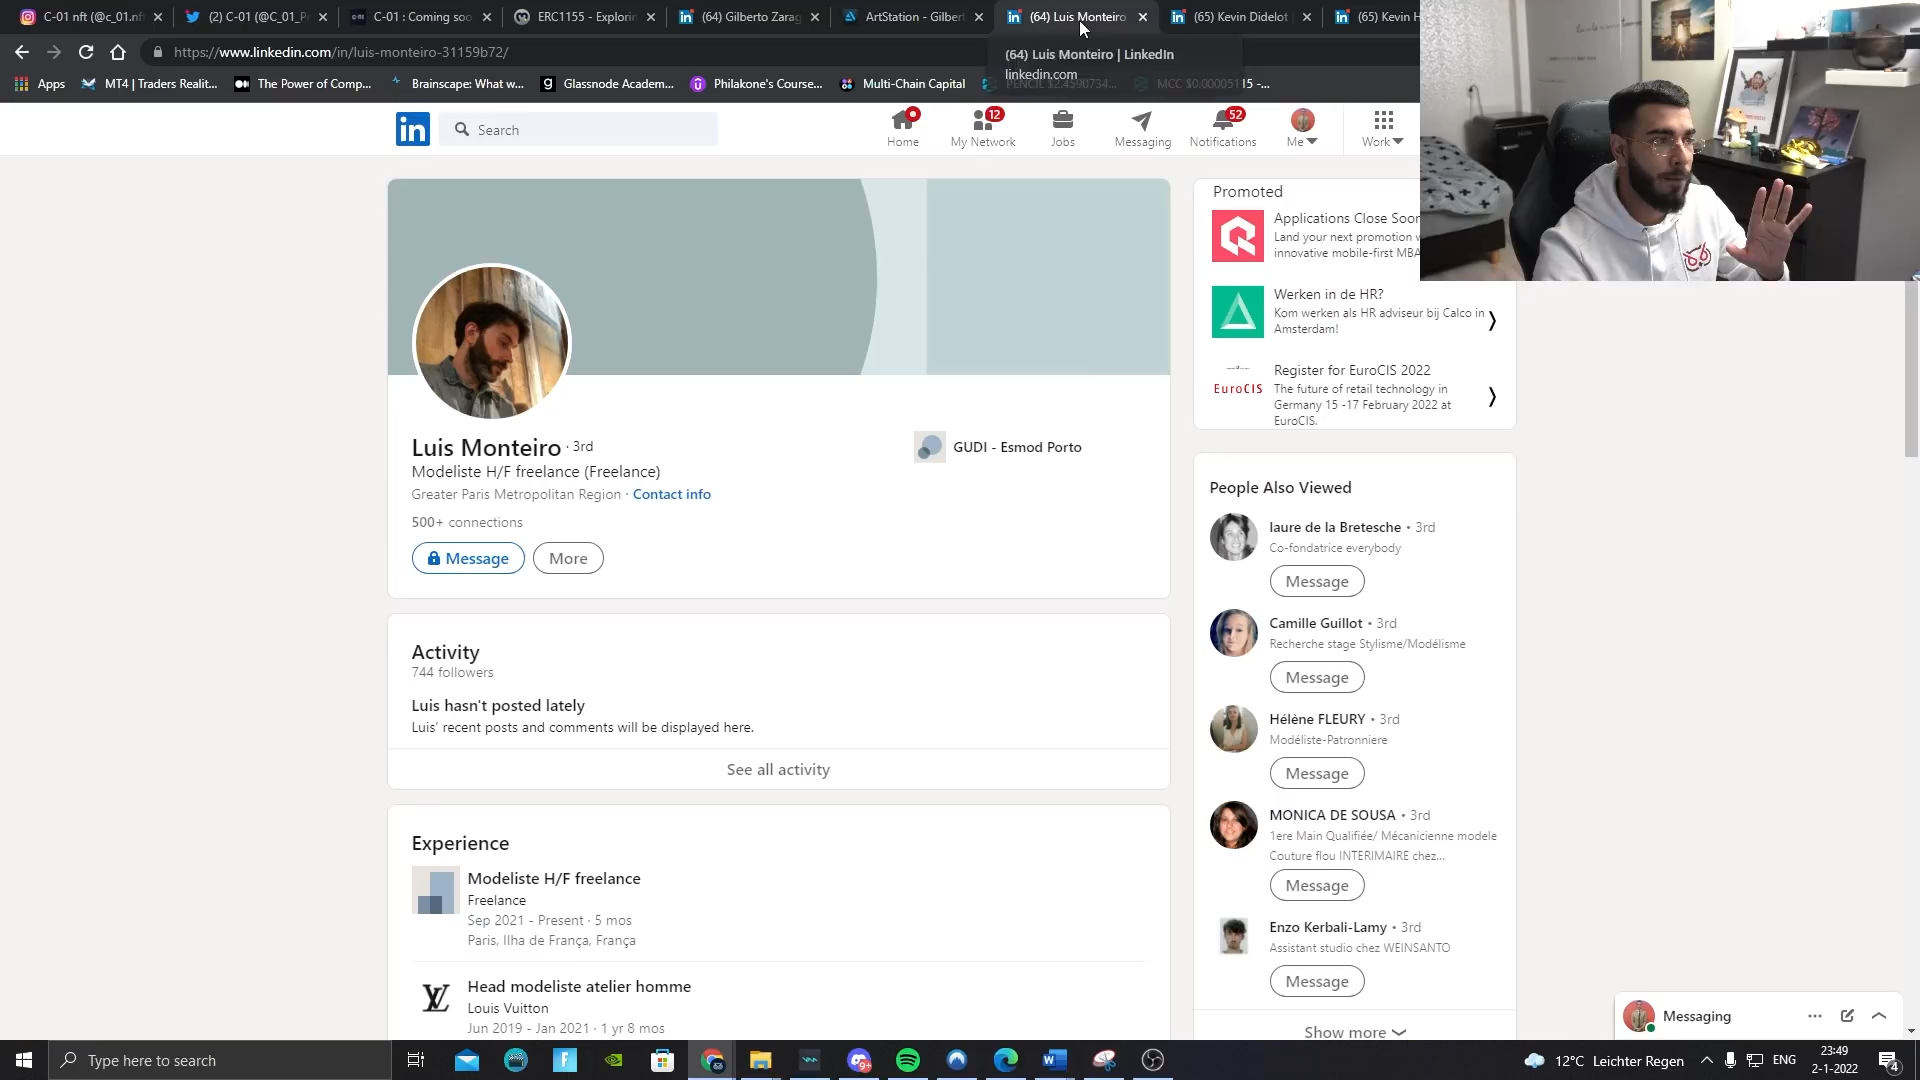 C-01 nft (@c_01.nf
(2) C-01 (@C_01_P
C-01 : Coming soo
ERC1155 - Explorin
(64) Gilberto Zarag
ArtStation - Gilbert
(64) Luis Monteiro
(65) Kevin Didelot |
(65) Kevin H
https://www.linkedin.com/in/luis-monteiro-31159b72/
(64) Luis Monteiro | LinkedIn
linkedin.com
Apps
MT4 | Traders Realit...
The Power of Comp...
Brainscape: What w...
Glassnode Academ...
Philakone's Course...
Multi-Chain Capital
PENCIL $2.4590734...
MCC $0.00005115 -...
in
Search
Home
12
My Network
Jobs
Messaging
52
Notifications
Me
Work
Promoted
Applications Close Soon
Land your next promotion w
innovative mobile-first MBA
Werken in de HR?
Kom werken als HR adviseur bij Calco in
Amsterdam!
EuroCIS
Register for EuroCIS 2022
The future of retail technology in
Germany 15 -17 February 2022 at
EuroCIS.
Luis Monteiro · 3rd
Modeliste H/F freelance (Freelance)
Greater Paris Metropolitan Region · Contact info
500+ connections
Message
More
GUDI - Esmod Porto
Activity
744 followers
Luis hasn't posted lately
Luis' recent posts and comments will be displayed here.
See all activity
Experience
Modeliste H/F freelance
Freelance
Sep 2021 - Present · 5 mos
Paris, Ilha de França, França
LV
Head modeliste atelier homme
Louis Vuitton
Jun 2019 - Jan 2021 · 1 yr 8 mos
People Also Viewed
laure de la Bretesche • 3rd
Co-fondatrice everybody
Message
Camille Guillot • 3rd
Recherche stage Stylisme/Modélisme
Message
Hélène FLEURY • 3rd
Modéliste-Patronniere
Message
MONICA DE SOUSA • 3rd
1ere Main Qualifiée/ Mécanicienne modele
Couture flou INTERIMAIRE chez...
Message
Enzo Kerbali-Lamy • 3rd
Assistant studio chez WEINSANTO
Message
Show more
Messaging
Type here to search
12°C Leichter Regen
ENG
23:49
2-1-2022
4